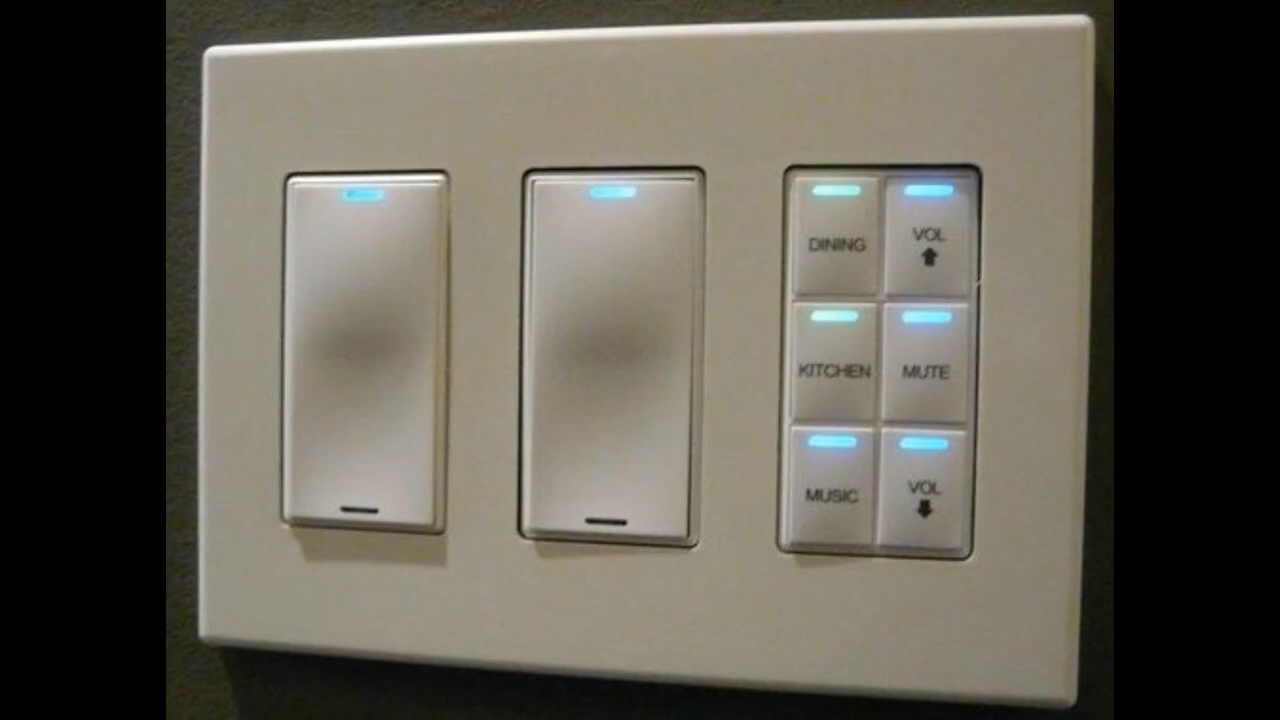 DINING
VOL
KITCHEN
MUTE
MUSIC
VOL